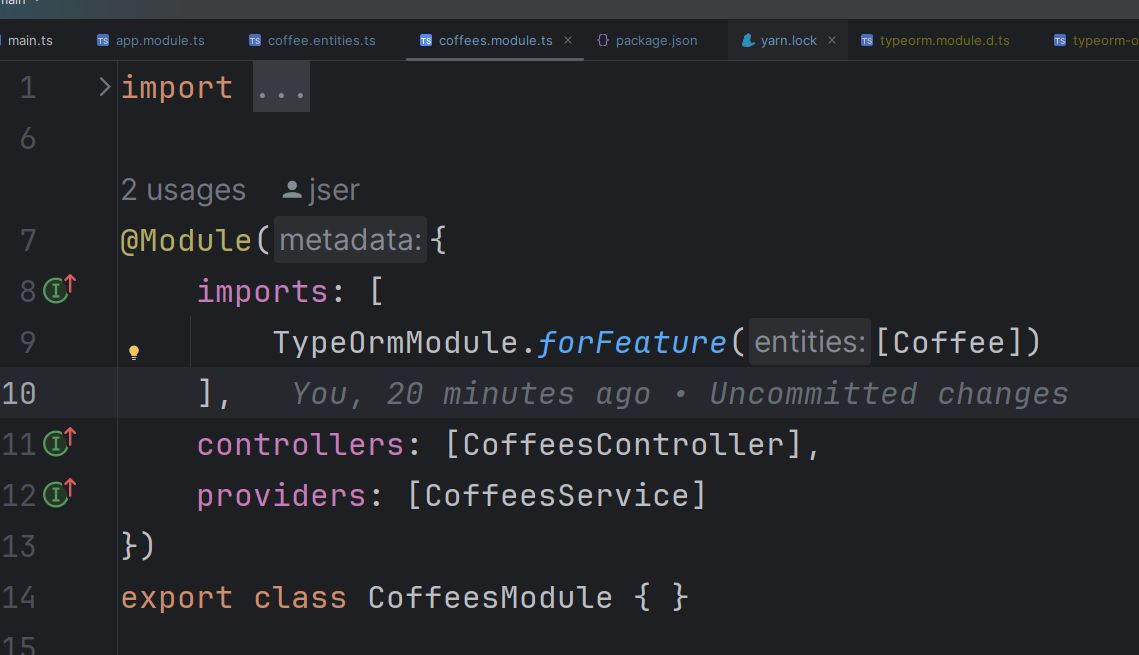 main
main.ts
app.module.ts
coffee.entities.ts
coffees.module.ts ×
package.json
yarn.lock ×
typeorm.module.d.ts
typeorm-o
1 import ...
6
2 usages jser
7 @Module( metadata: {
8 imports: [
9 TypeOrmModule.forFeature( entities: [Coffee])
10 ], You, 20 minutes ago • Uncommitted changes
11 controllers: [CoffeesController],
12 providers: [CoffeesService]
13 })
14 export class CoffeesModule { }
15